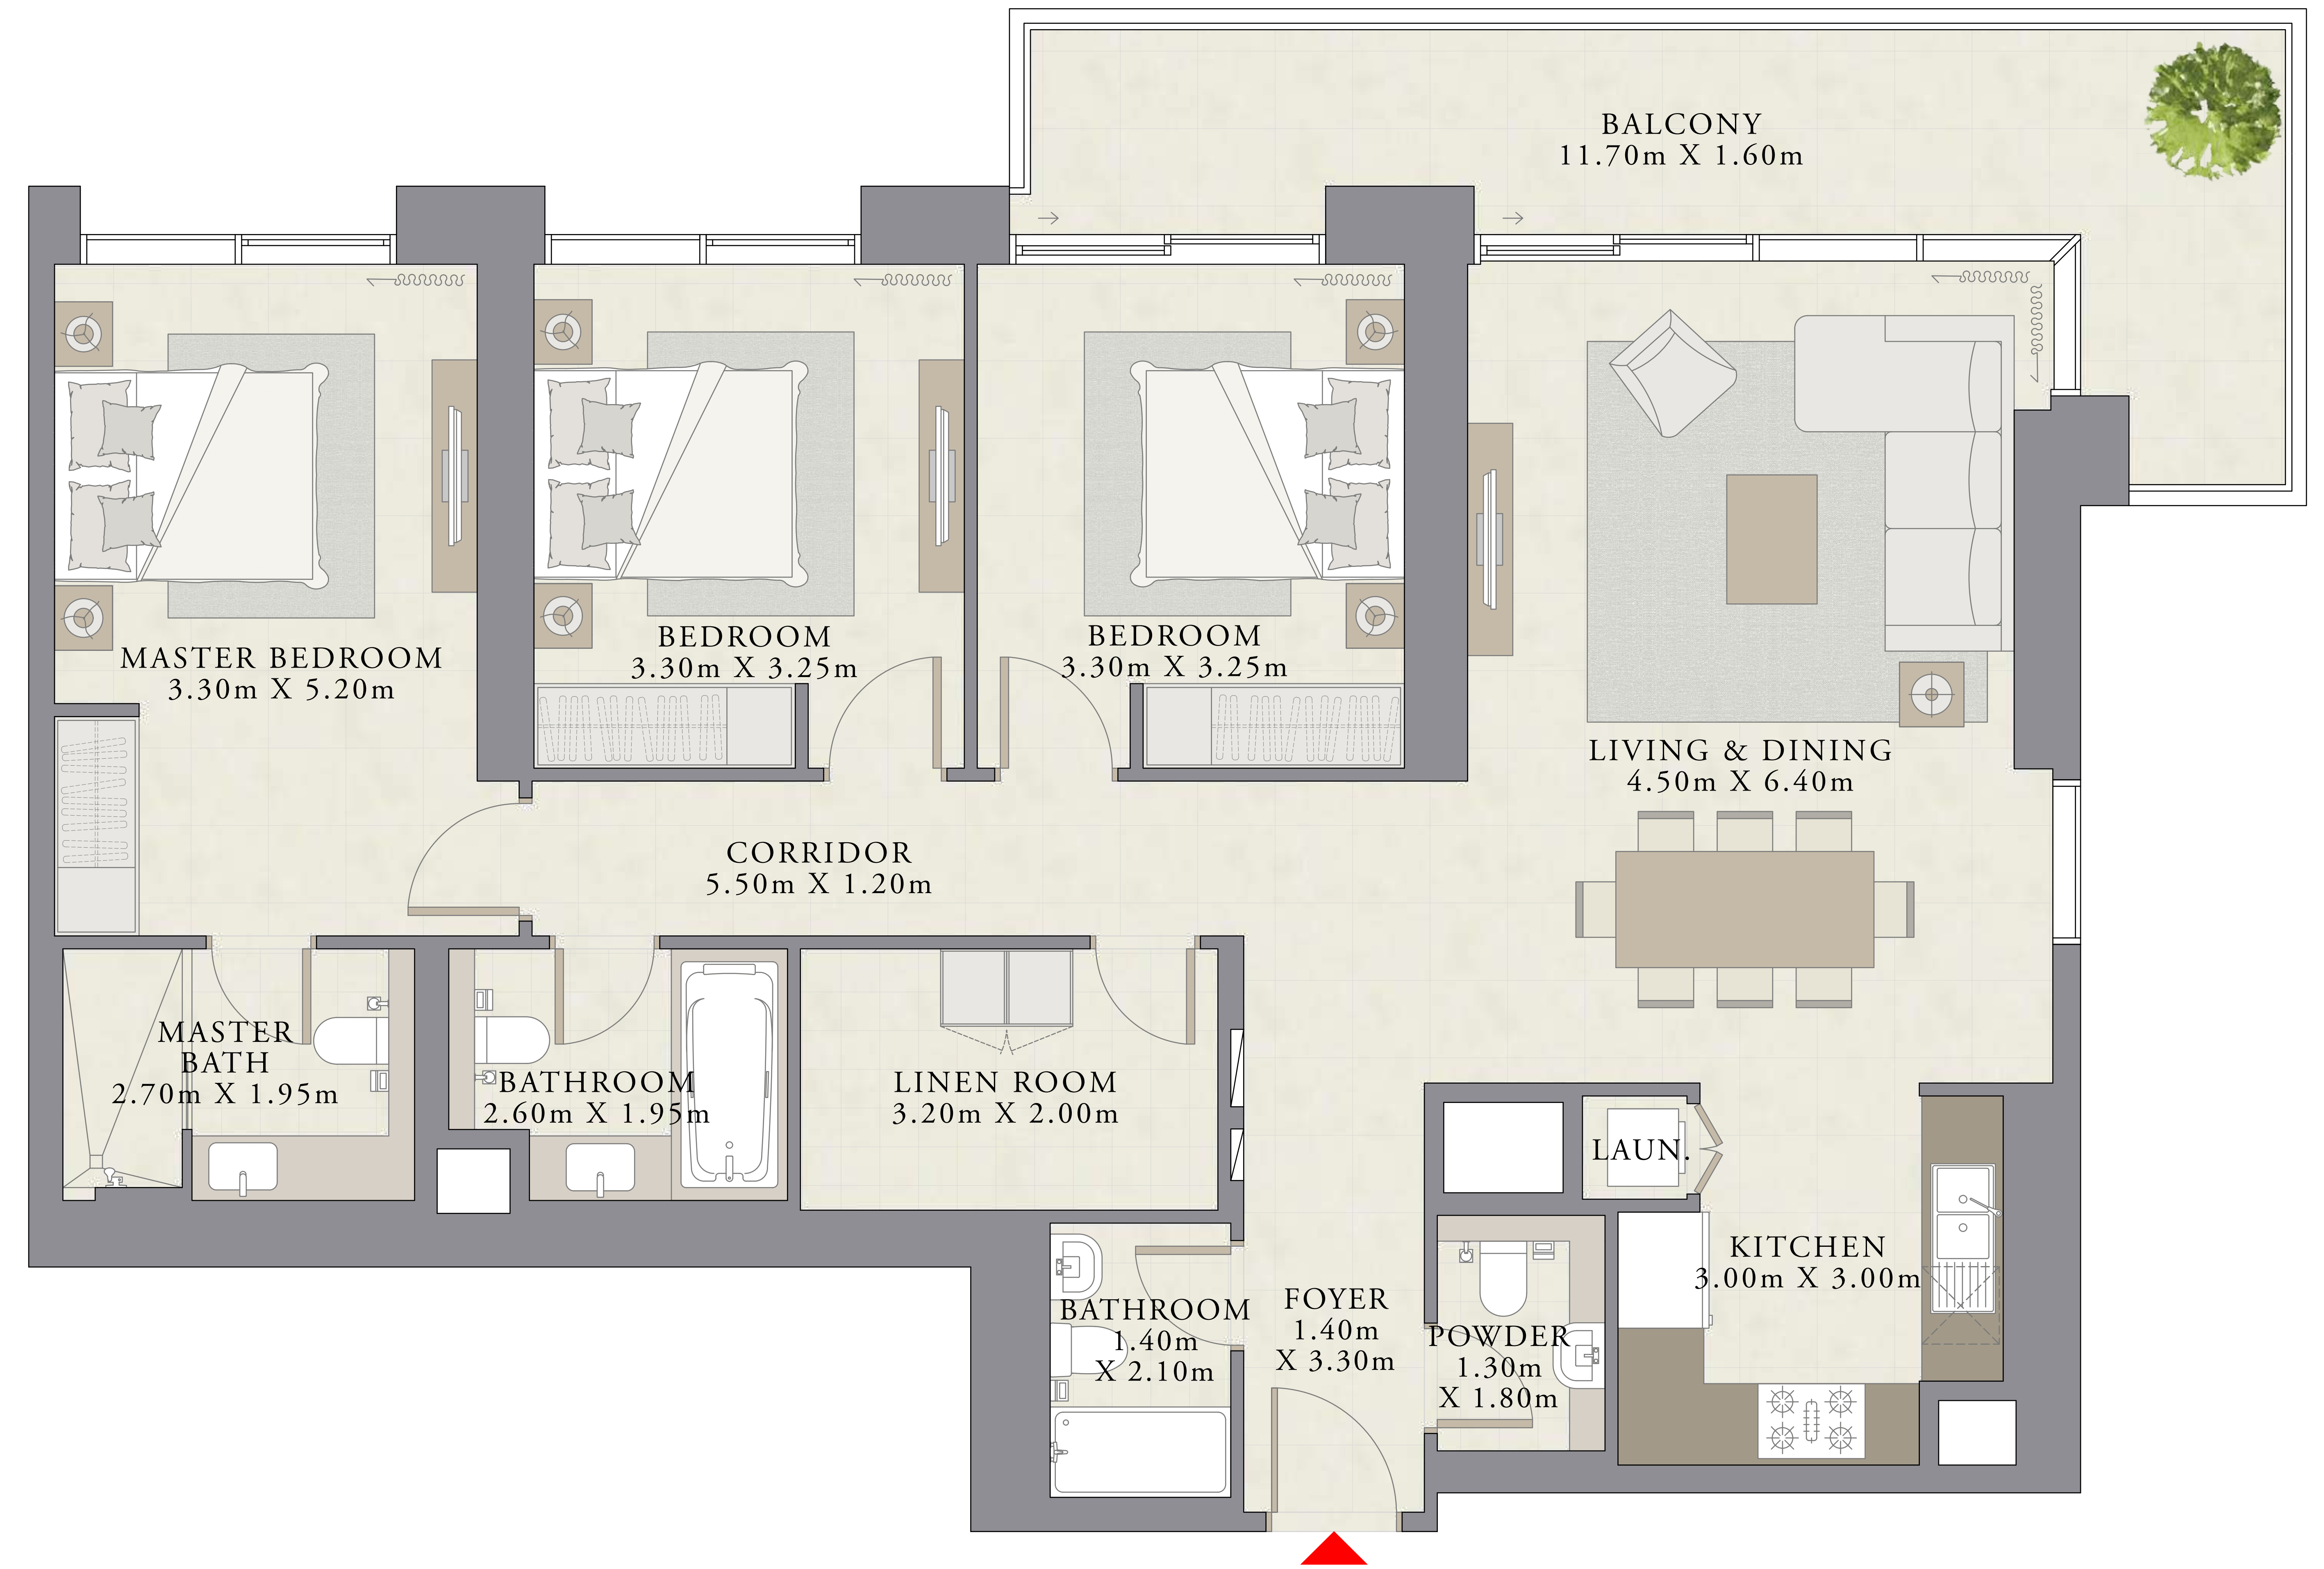 BALCONY
11.70m X 1.60m
MASTER BEDROOM
3.30m X 5.20m
BEDROOM
3.30m X 3.25m
BEDROOM
3.30m X 3.25m
LIVING & DINING
4.50m X 6.40m
CORRIDOR
5.50m X 1.20m
MASTER
BATH
2.70m X 1.95m
BATHROOM
2.60m X 1.95m
LINEN ROOM
3.20m X 2.00m
LAUN.
KITCHEN
3.00m X 3.00m
BATHROOM
1.40m
X 2.10m
FOYER
1.40m
X 3.30m
POWDER
1.30m
X 1.80m